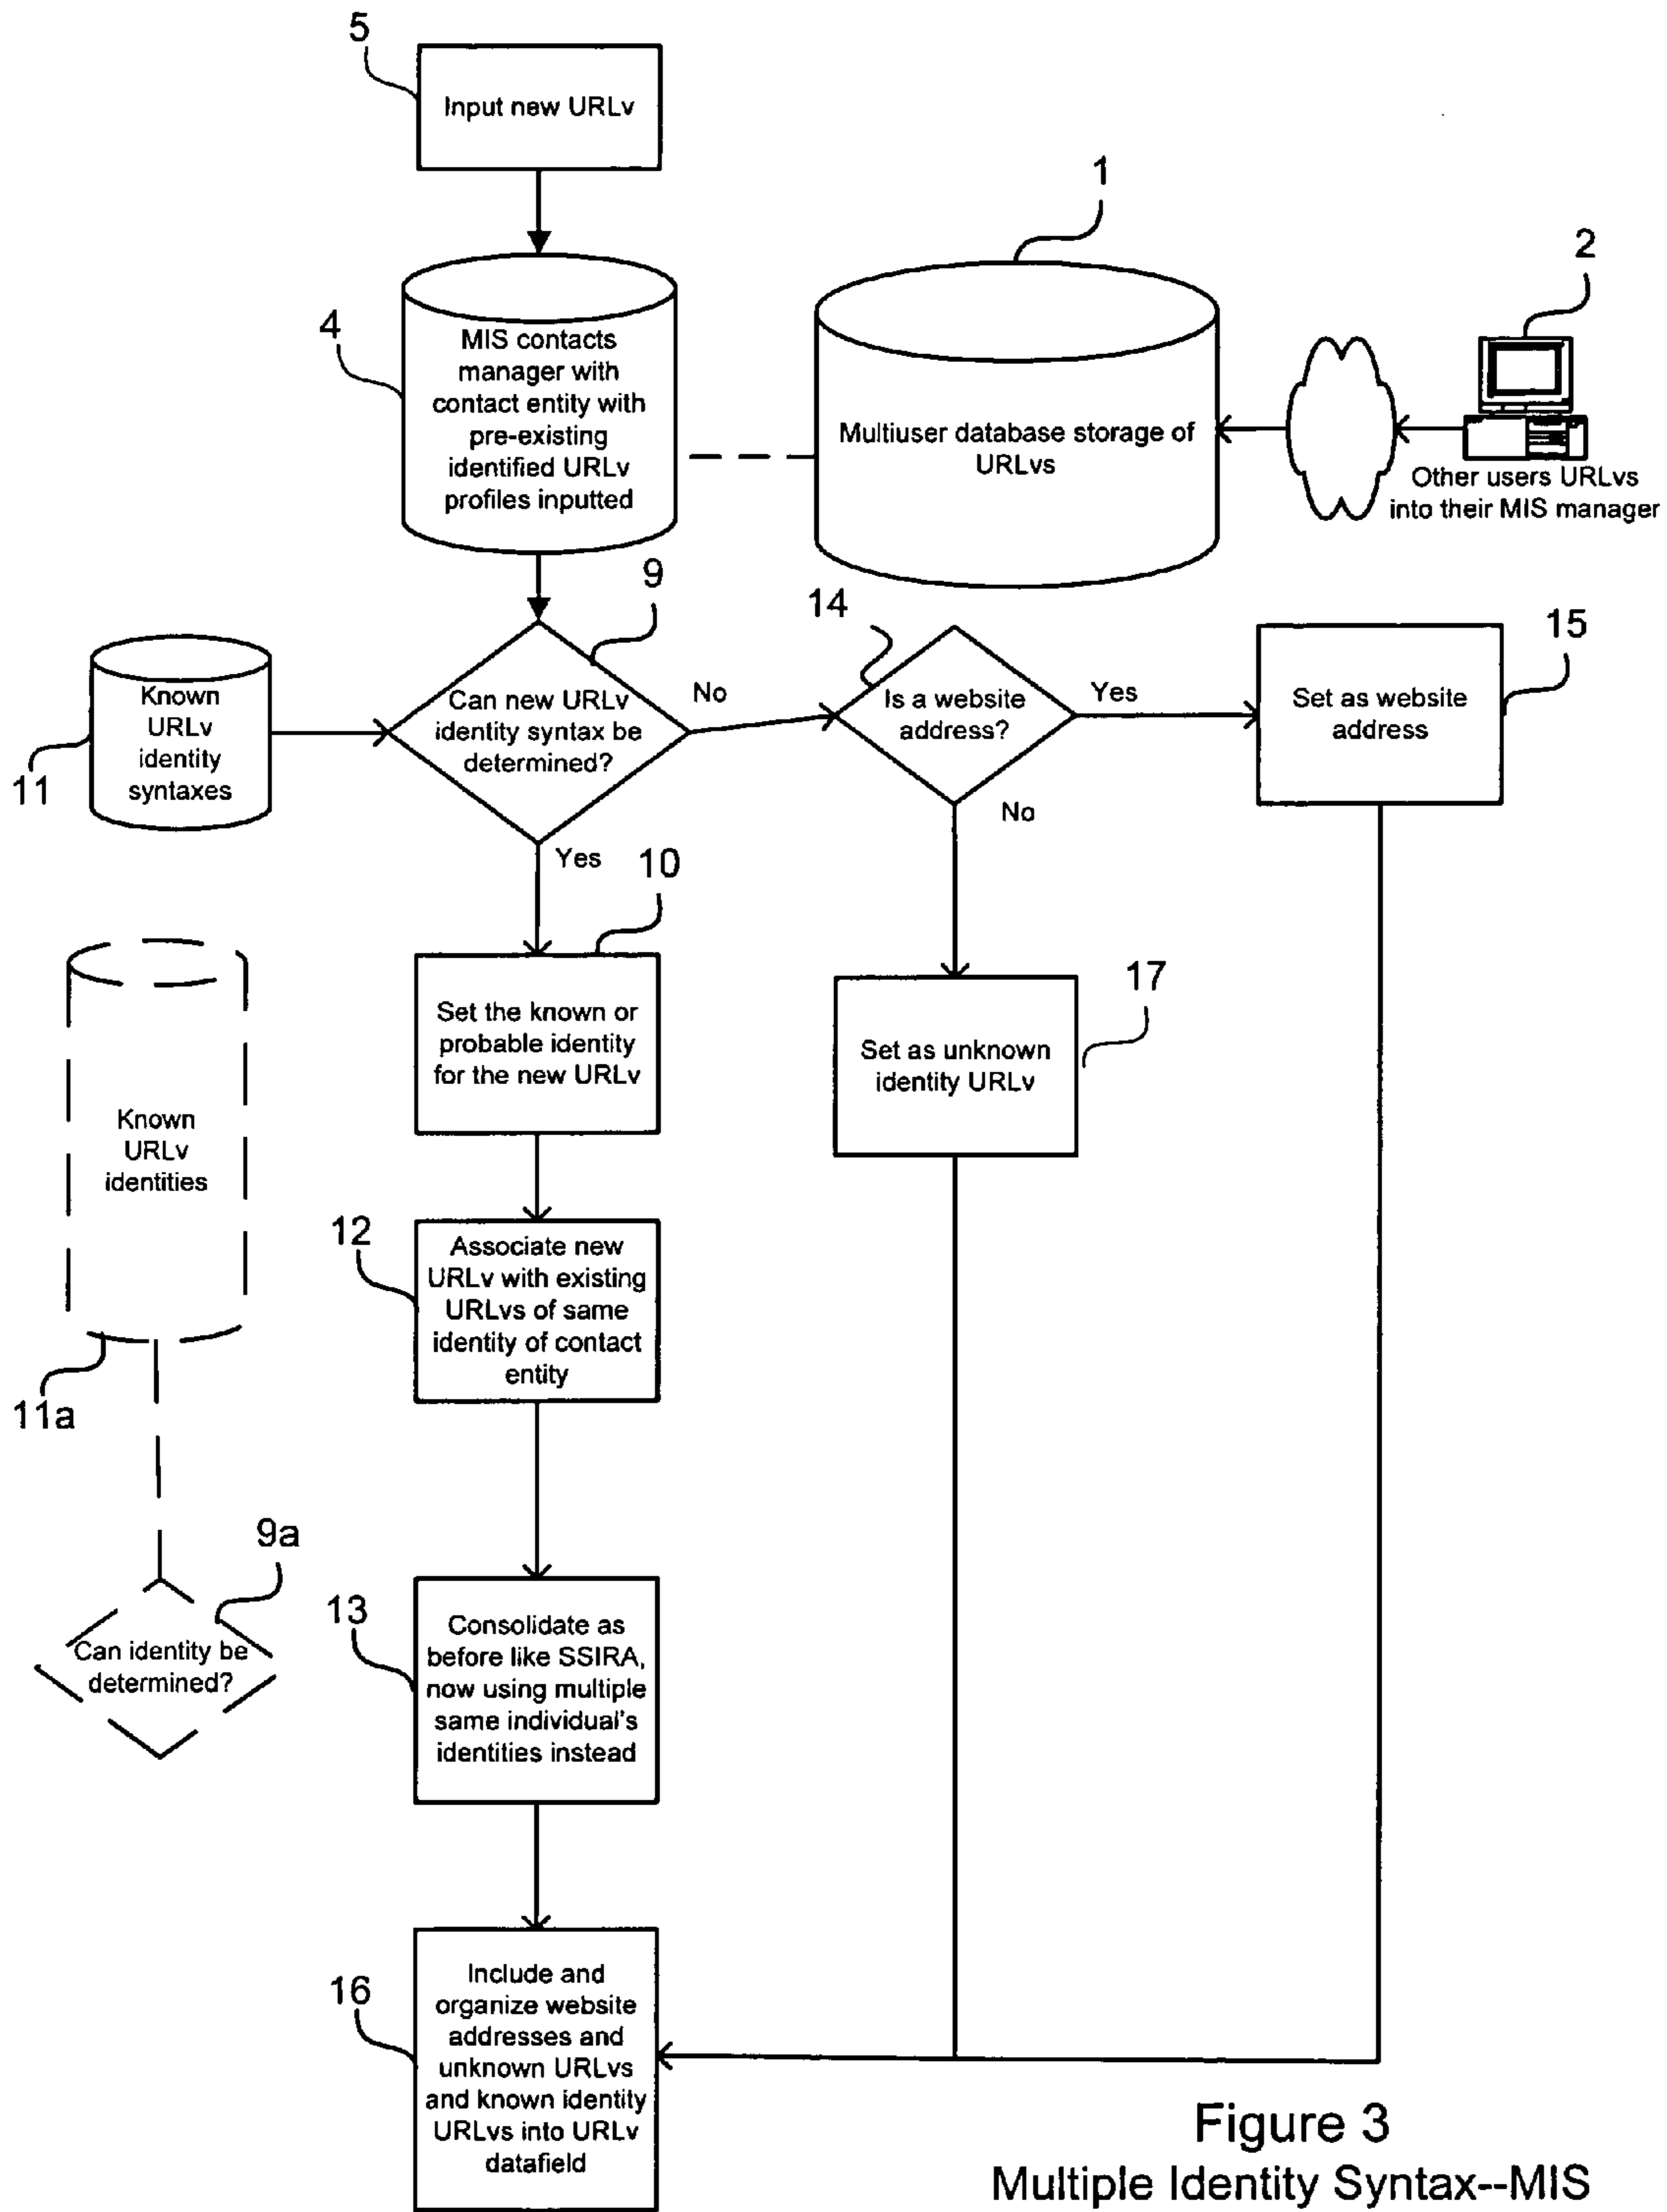 5
Input new URLv
1
2
4
MIS contacts
manager with
contact entity with
pre-existing
identified URLv
profiles inputted
Multiuser database storage of
URLvs
Other users URLvs
into their MIS manager
9
14
15
Known
URLv
identity
syntaxes
11
Can new URLv
identity syntax be
determined?
No
Is a website
address?
Yes
Set as website
address
No
Yes
10
17
Set the known or
probable identity
for the new URLv
Set as unknown
identity URLv
Known
URLv
identities
11a
12
Associate new
URLv with existing
URLvs of same
identity of contact
entity
9a
Can identity be
determined?
13
Consolidate as
before like SSIRA,
now using multiple
same individual's
identities instead
16
Include and
organize website
addresses and
unknown URLvs
and known identity
URLvs into URLv
datafield
Figure 3
Multiple Identity Syntax--MIS